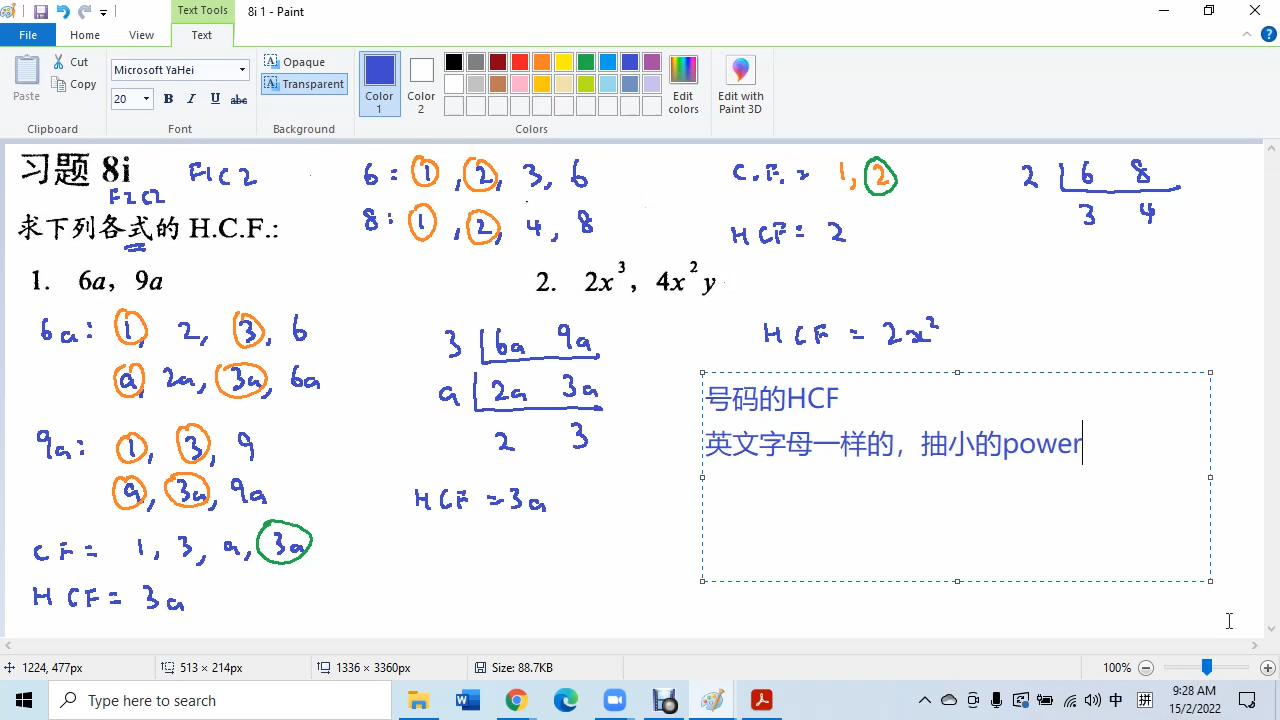 Text Tools
8i 1 - Paint
File Home View Text
Paste
Cut
Copy
Clipboard
Microsoft YaHei
20 B I U abc
Font
Opaque
Transparent
Background
Color 1
Color 2
Edit colors
Edit with Paint 3D
Colors
习题 8i
F1C2
F2C2
求下列各式的 H.C.F.:
6: 1, 2, 3, 6
8: 1, 2, 4, 8
C.F. = 1, 2
HCF = 2
2 6 8
3 4
1. 6a, 9a
6a: 1, 2, 3, 6
a, 2a, 3a, 6a
9a: 1, 3, 9
a, 3a, 9a
CF = 1, 3, a, 3a
HCF = 3a
3 6a 9a
a 2a 3a
2 3
HCF = 3a
2. 2x³, 4x²y
HCF = 2x²
号码的HCF
英文字母一样的，抽小的power
1224, 477px
513 × 214px
1336 × 3360px
Size: 88.7KB
100%
Type here to search
中
拼
9:28 AM
15/2/2022